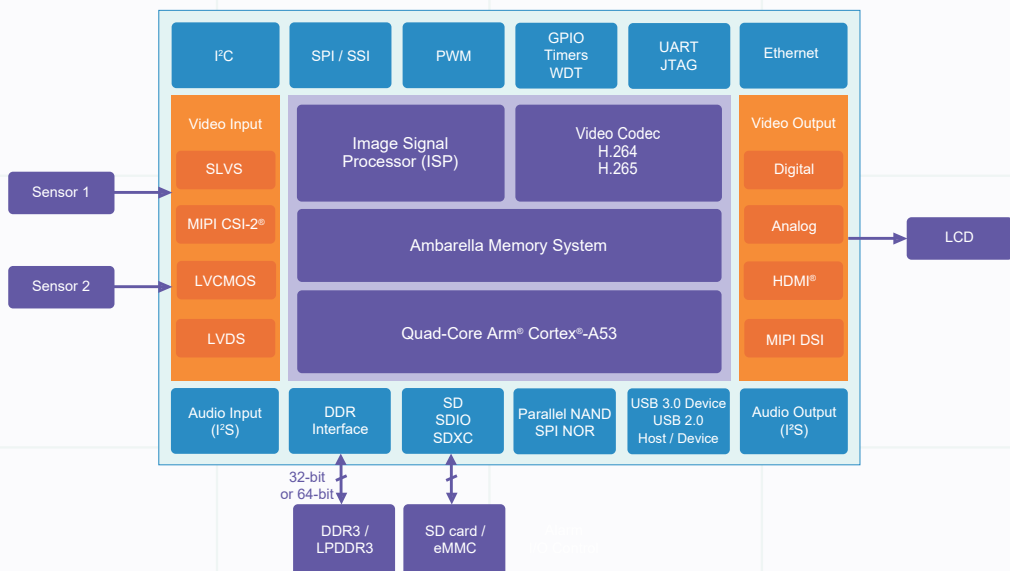 I²C
SPI / SSI
PWM
GPIO
Timers
WDT
UART
JTAG
Ethernet
Video Input
SLVS
MIPI CSI-2®
LVCMOS
LVDS
Image Signal
Processor (ISP)
Video Codec
H.264
H.265
Ambarella Memory System
Quad-Core Arm® Cortex®-A53
Video Output
Digital
Analog
HDMI®
MIPI DSI
Sensor 1
Sensor 2
LCD
Audio Input
(I²S)
DDR
Interface
SD
SDIO
SDXC
Parallel NAND
SPI NOR
USB 3.0 Device
USB 2.0
Host / Device
Audio Output
(I²S)
32-bit
or 64-bit
DDR3 /
LPDDR3
SD card /
eMMC